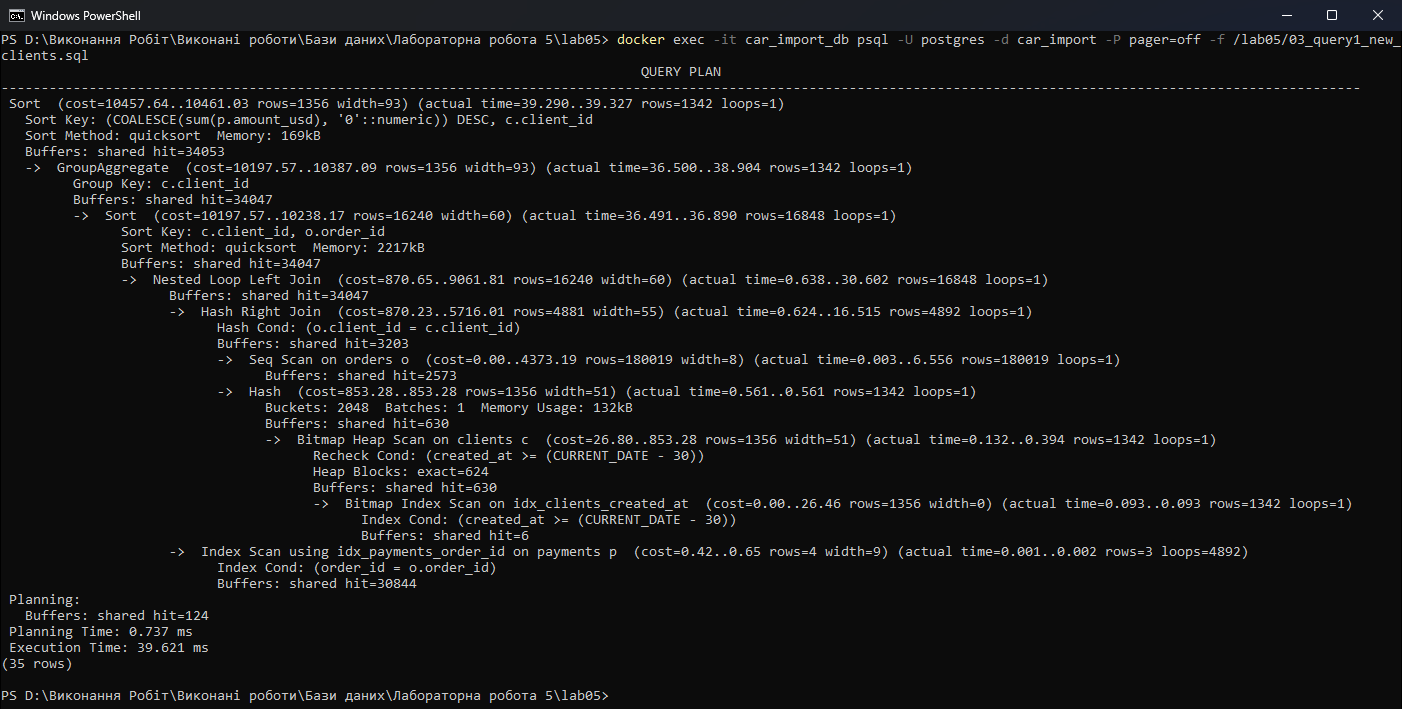 Windows PowerShell
PS D:\Виконання Робіт\Виконані роботи\Бази даних\Лабораторна робота 5\lab05> docker exec -it car_import_db psql -U postgres -d car_import -P pager=off -f /lab05/03_query1_new_
clients.sql
QUERY PLAN
----------------------------------------------------------------------------------------------------------------------------------------------------------------------------
Sort  (cost=10457.64..10461.03 rows=1356 width=93) (actual time=39.290..39.327 rows=1342 loops=1)
  Sort Key: (COALESCE(sum(p.amount_usd), '0'::numeric)) DESC, c.client_id
  Sort Method: quicksort  Memory: 169kB
  Buffers: shared hit=34053
  ->  GroupAggregate  (cost=10197.57..10387.09 rows=1356 width=93) (actual time=36.500..38.904 rows=1342 loops=1)
        Group Key: c.client_id
        Buffers: shared hit=34047
        ->  Sort  (cost=10197.57..10238.17 rows=16240 width=60) (actual time=36.491..36.890 rows=16848 loops=1)
              Sort Key: c.client_id, o.order_id
              Sort Method: quicksort  Memory: 2217kB
              Buffers: shared hit=34047
              ->  Nested Loop Left Join  (cost=870.65..9061.81 rows=16240 width=60) (actual time=0.638..30.602 rows=16848 loops=1)
                    Buffers: shared hit=34047
                    ->  Hash Right Join  (cost=870.23..5716.01 rows=4881 width=55) (actual time=0.624..16.515 rows=4892 loops=1)
                          Hash Cond: (o.client_id = c.client_id)
                          Buffers: shared hit=3203
                          ->  Seq Scan on orders o  (cost=0.00..4373.19 rows=180019 width=8) (actual time=0.003..6.556 rows=180019 loops=1)
                                Buffers: shared hit=2573
                          ->  Hash  (cost=853.28..853.28 rows=1356 width=51) (actual time=0.561..0.561 rows=1342 loops=1)
                                Buckets: 2048  Batches: 1  Memory Usage: 132kB
                                Buffers: shared hit=630
                                ->  Bitmap Heap Scan on clients c  (cost=26.80..853.28 rows=1356 width=51) (actual time=0.132..0.394 rows=1342 loops=1)
                                      Recheck Cond: (created_at >= (CURRENT_DATE - 30))
                                      Heap Blocks: exact=624
                                      Buffers: shared hit=630
                                      ->  Bitmap Index Scan on idx_clients_created_at  (cost=0.00..26.46 rows=1356 width=0) (actual time=0.093..0.093 rows=1342 loops=1)
                                            Index Cond: (created_at >= (CURRENT_DATE - 30))
                                            Buffers: shared hit=6
                    ->  Index Scan using idx_payments_order_id on payments p  (cost=0.42..0.65 rows=4 width=9) (actual time=0.001..0.002 rows=3 loops=4892)
                          Index Cond: (order_id = o.order_id)
                          Buffers: shared hit=30844
Planning:
  Buffers: shared hit=124
Planning Time: 0.737 ms
Execution Time: 39.621 ms
(35 rows)
PS D:\Виконання Робіт\Виконані роботи\Бази даних\Лабораторна робота 5\lab05>